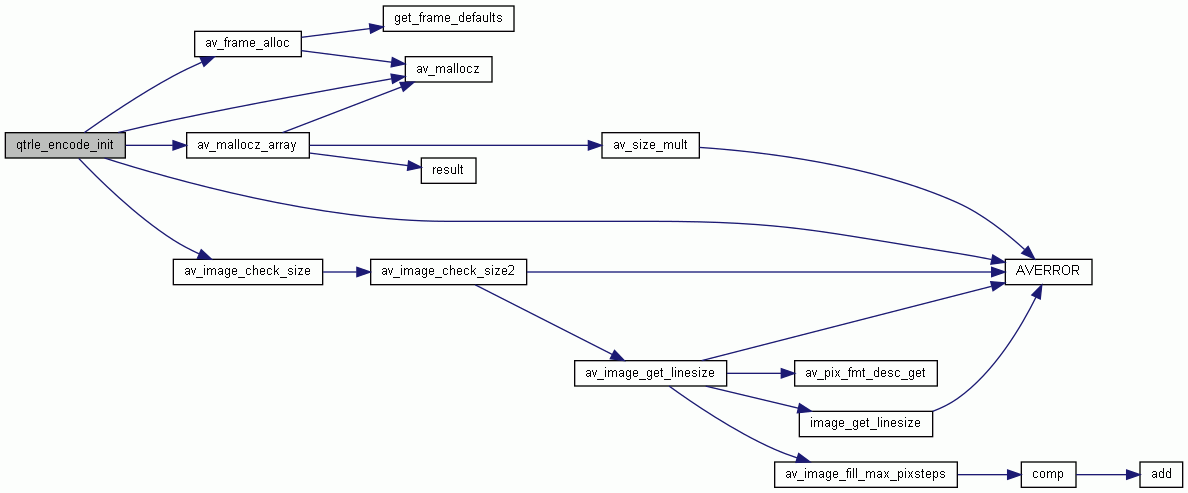 get_frame_defaults
av_frame_alloc
av_mallocz
qtrle_encode_init
av_mallocz_array
av_size_mult
result
av_image_check_size
av_image_check_size2
AVERROR
av_image_get_linesize
av_pix_fmt_desc_get
image_get_linesize
av_image_fill_max_pixsteps
comp
add